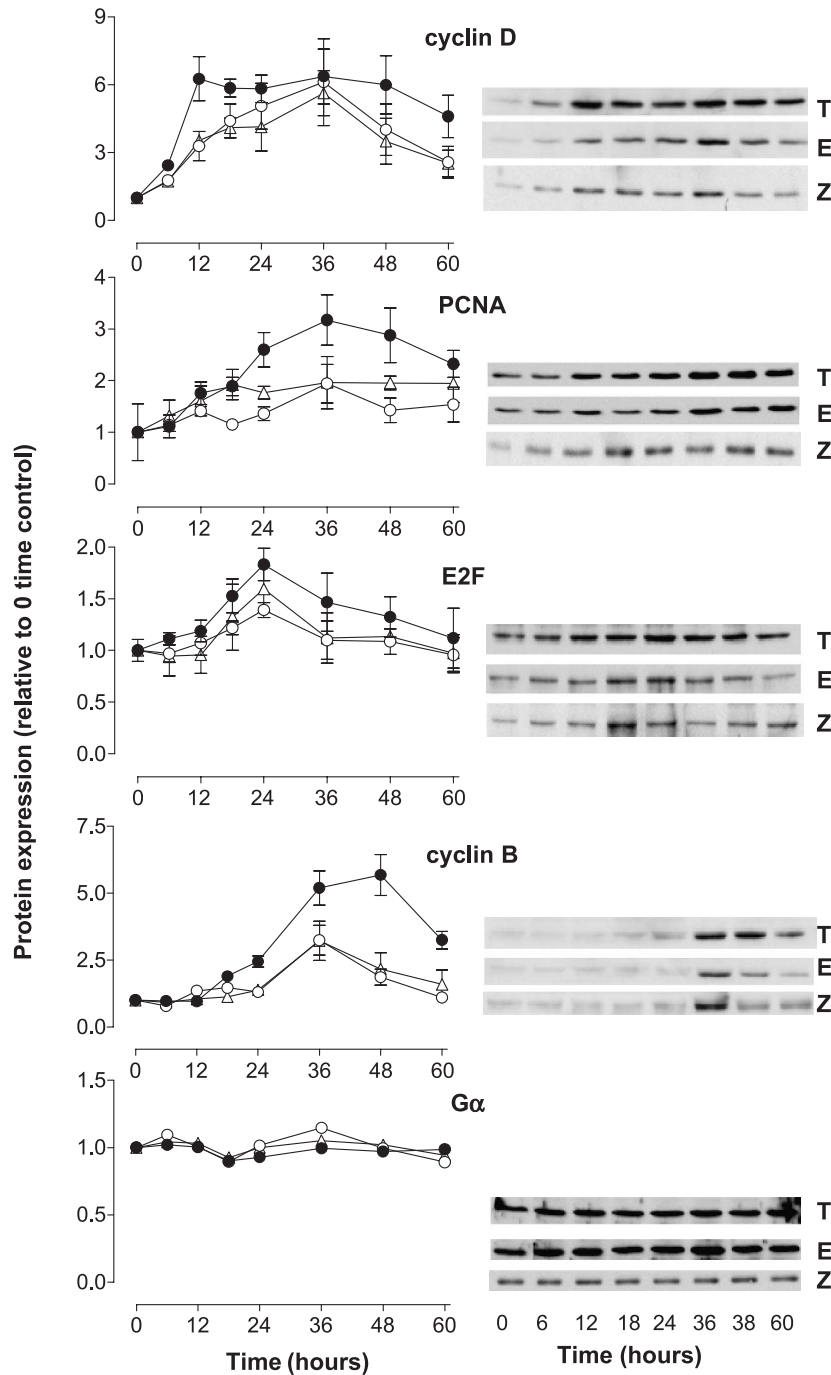 Protein expression (relative to 0 time control)
cyclin D
9
6
3
0
0 12 24 36 48 60
T
E
Z
PCNA
4
3
2
1
0
0 12 24 36 48 60
T
E
Z
E2F
2.0
1.5
1.0
0.5
0.0
0 12 24 36 48 60
T
E
Z
cyclin B
7.5
5.0
2.5
0.0
0 12 24 36 48 60
T
E
Z
Gα
1.5
1.0
0.5
0.0
0 12 24 36 48 60
Time (hours)
T
E
Z
0 6 12 18 24 36 38 60
Time (hours)